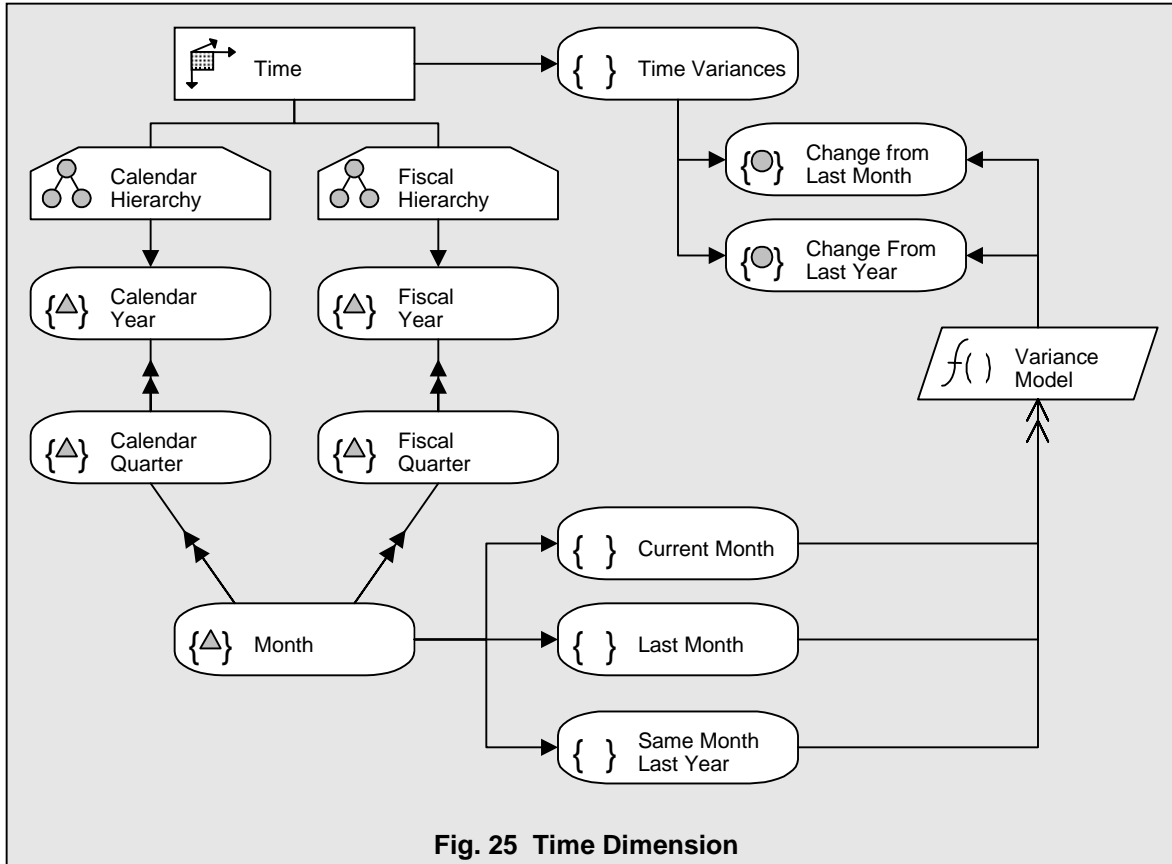 Time
{ } Time Variances
Calendar
Hierarchy
Fiscal
Hierarchy
{ } Change from
Last Month
{ } Change From
Last Year
{ } Calendar
Year
{ } Fiscal
Year
f() Variance
Model
{ } Calendar
Quarter
{ } Fiscal
Quarter
{ } Current Month
{ } Month
{ } Last Month
{ } Same Month
Last Year
Fig. 25 Time Dimension